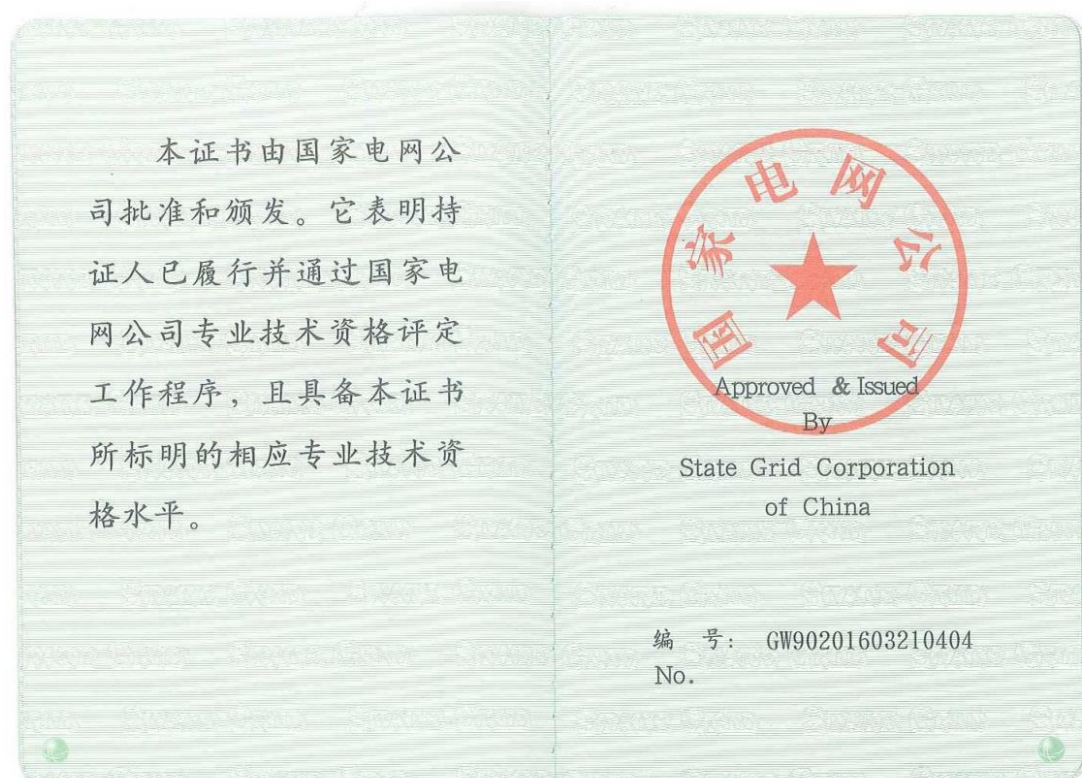 本证书由国家电网公
司批准和颁发。它表明持
证人已履行并通过国家电
网公司专业技术资格评定
工作程序，且具备本证书
所标明的相应专业技术资
格水平。
国家电网公司
Approved & Issued
By
State Grid Corporation
of China
编 号: GW90201603210404
No.